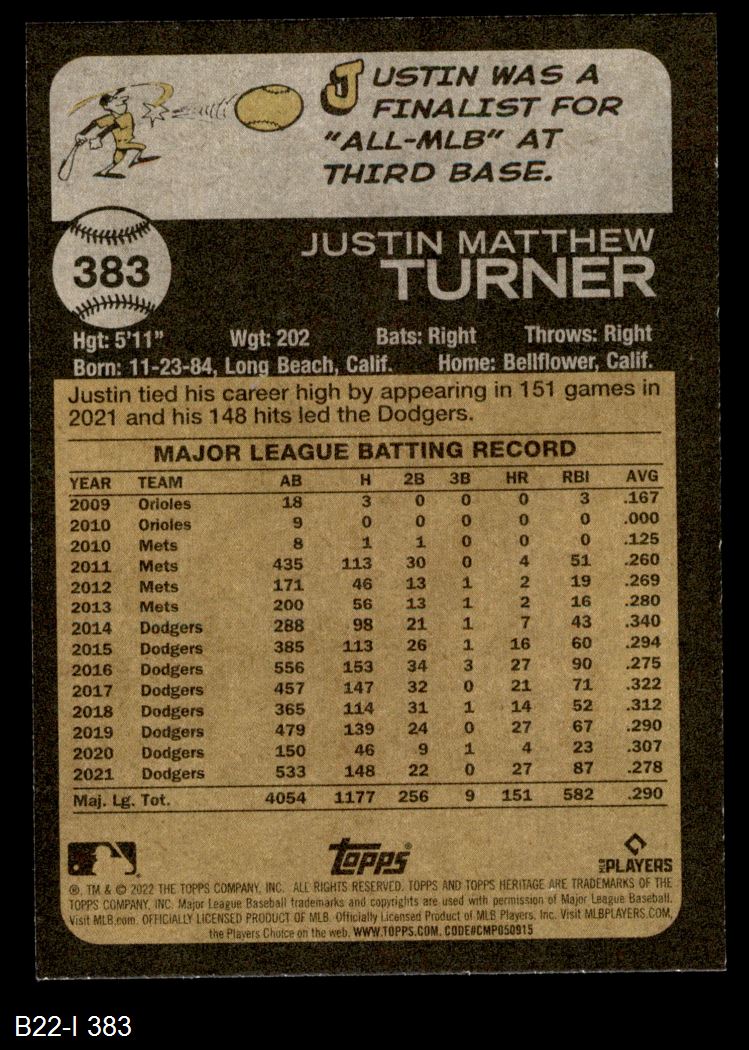 JUSTIN WAS A
FINALIST FOR
"ALL-MLB" AT
THIRD BASE.
383
JUSTIN MATTHEW
TURNER
Hgt: 5'11" Wgt: 202 Bats: Right Throws: Right
Born: 11-23-84, Long Beach, Calif. Home: Bellflower, Calif.
Justin tied his career high by appearing in 151 games in
2021 and his 148 hits led the Dodgers.
MAJOR LEAGUE BATTING RECORD
YEAR TEAM AB H 2B 3B HR RBI AVG
2009 Orioles 18 3 0 0 0 3 .167
2010 Orioles 9 0 0 0 0 0 .000
2010 Mets 8 1 1 0 0 0 .125
2011 Mets 435 113 30 0 4 51 .260
2012 Mets 171 46 13 1 2 19 .269
2013 Mets 200 56 13 1 2 16 .280
2014 Dodgers 288 98 21 1 7 43 .340
2015 Dodgers 385 113 26 1 16 60 .294
2016 Dodgers 556 153 34 3 27 90 .275
2017 Dodgers 457 147 32 0 21 71 .322
2018 Dodgers 365 114 31 1 14 52 .312
2019 Dodgers 479 139 24 0 27 67 .290
2020 Dodgers 150 46 9 1 4 23 .307
2021 Dodgers 533 148 22 0 27 87 .278
Maj. Lg. Tot. 4054 1177 256 9 151 582 .290
Topps®
MLB PLAYERS
®, TM & © 2022 THE TOPPS COMPANY, INC. ALL RIGHTS RESERVED. TOPPS AND TOPPS HERITAGE ARE TRADEMARKS OF THE
TOPPS COMPANY, INC. Major League Baseball trademarks and copyrights are used with permission of Major League Baseball.
Visit MLB.com. OFFICIALLY LICENSED PRODUCT OF MLB. Officially Licensed Product of MLB Players, Inc. Visit MLBPLAYERS.COM,
the Players Choice on the web. WWW.TOPPS.COM. CODE#CMP050915
B22-I 383